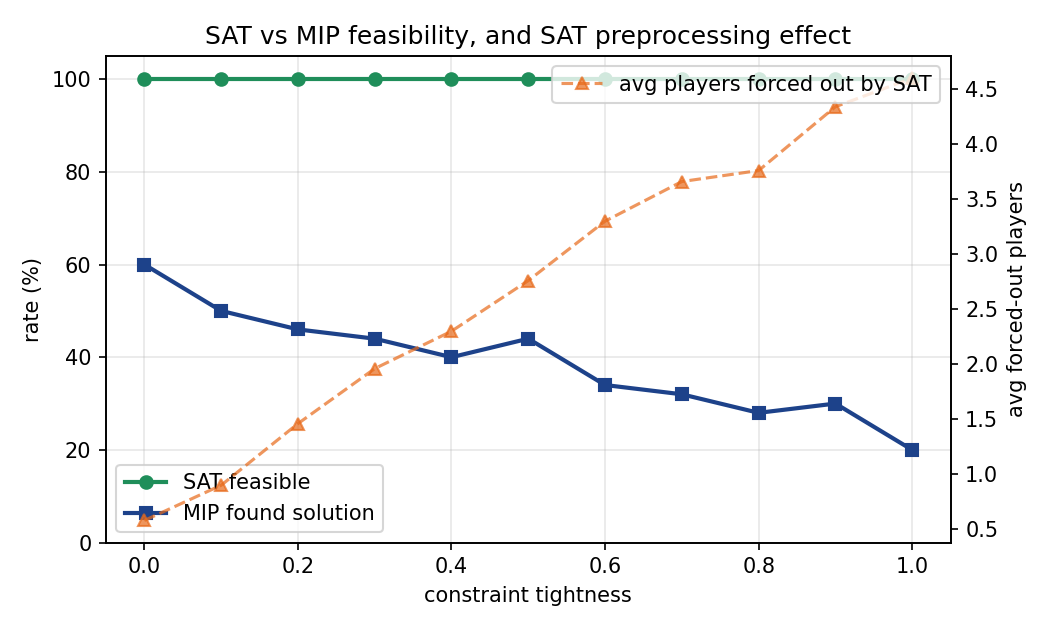 SAT vs MIP feasibility, and SAT preprocessing effect
rate (%)
100
80
60
40
20
0
avg players forced out by SAT
SAT feasible
MIP found solution
4.5
4.0
3.5
3.0
2.5
2.0
1.5
1.0
0.5
avg forced-out players
0.0 0.2 0.4 0.6 0.8 1.0
constraint tightness